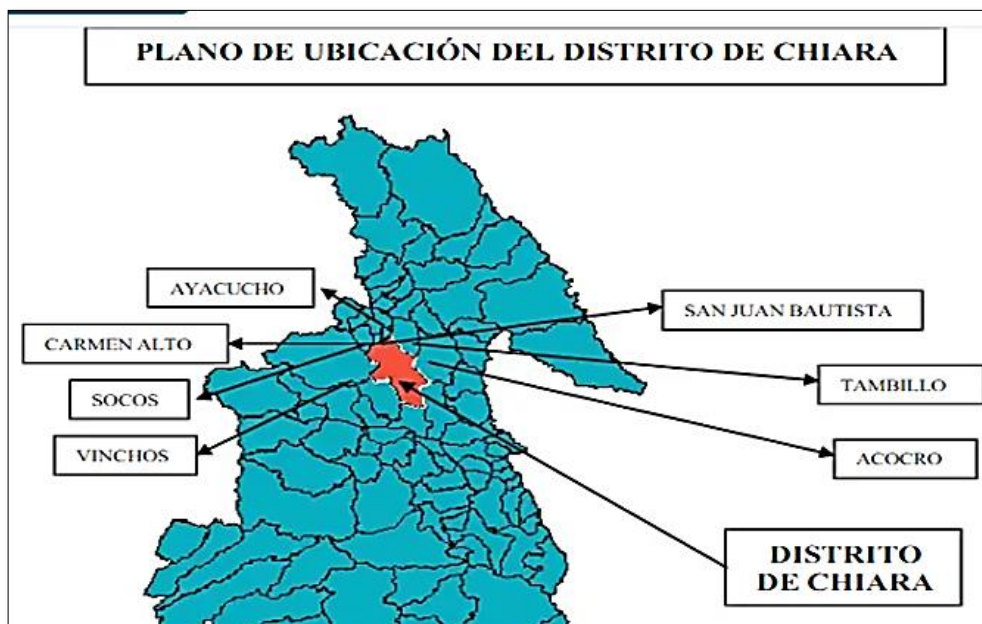 PLANO DE UBICACIÓN DEL DISTRITO DE CHIARA
AYACUCHO
SAN JUAN BAUTISTA
CARMEN ALTO
TAMBILLO
SOCOS
VINCHOS
ACOCRO
DISTRITO
DE CHIARA